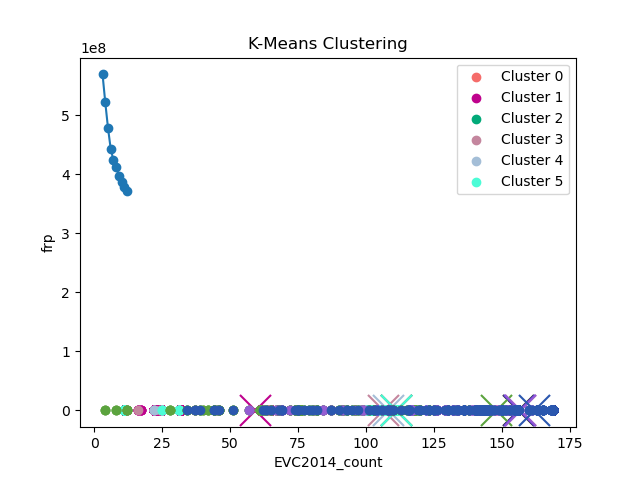 K-Means Clustering
1e8
Cluster 0
Cluster 1
Cluster 2
Cluster 3
Cluster 4
Cluster 5
5
4
3
2
1
0
frp
0 25 50 75 100 125 150 175
EVC2014_count